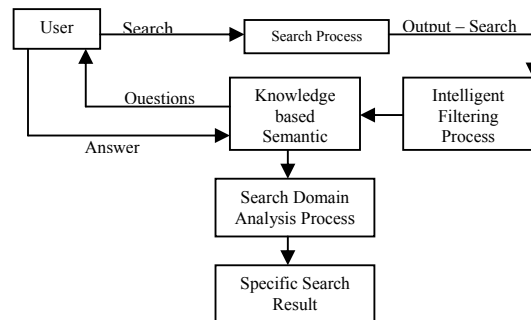 User
Search
Search Process
Output – Search
Ouestions
Knowledge
based
Semantic
Intelligent
Filtering
Process
Answer
Search Domain
Analysis Process
Specific Search
Result